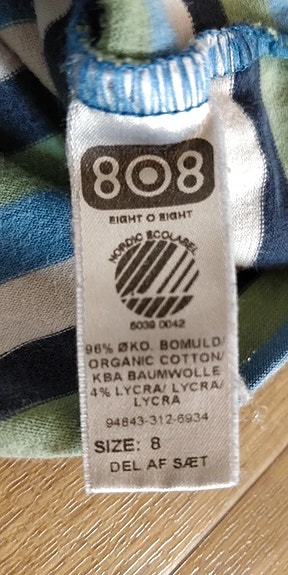 808
EIGHT O EIGHT
NORDIC ECOLABEL
5039 0042
96% ØKO. BOMULD/
ORGANIC COTTON/
KBA BAUMWOLLE
4% LYCRA/ LYCRA/
LYCRA
94843-312-6934
SIZE: 8
DEL AF SÆT